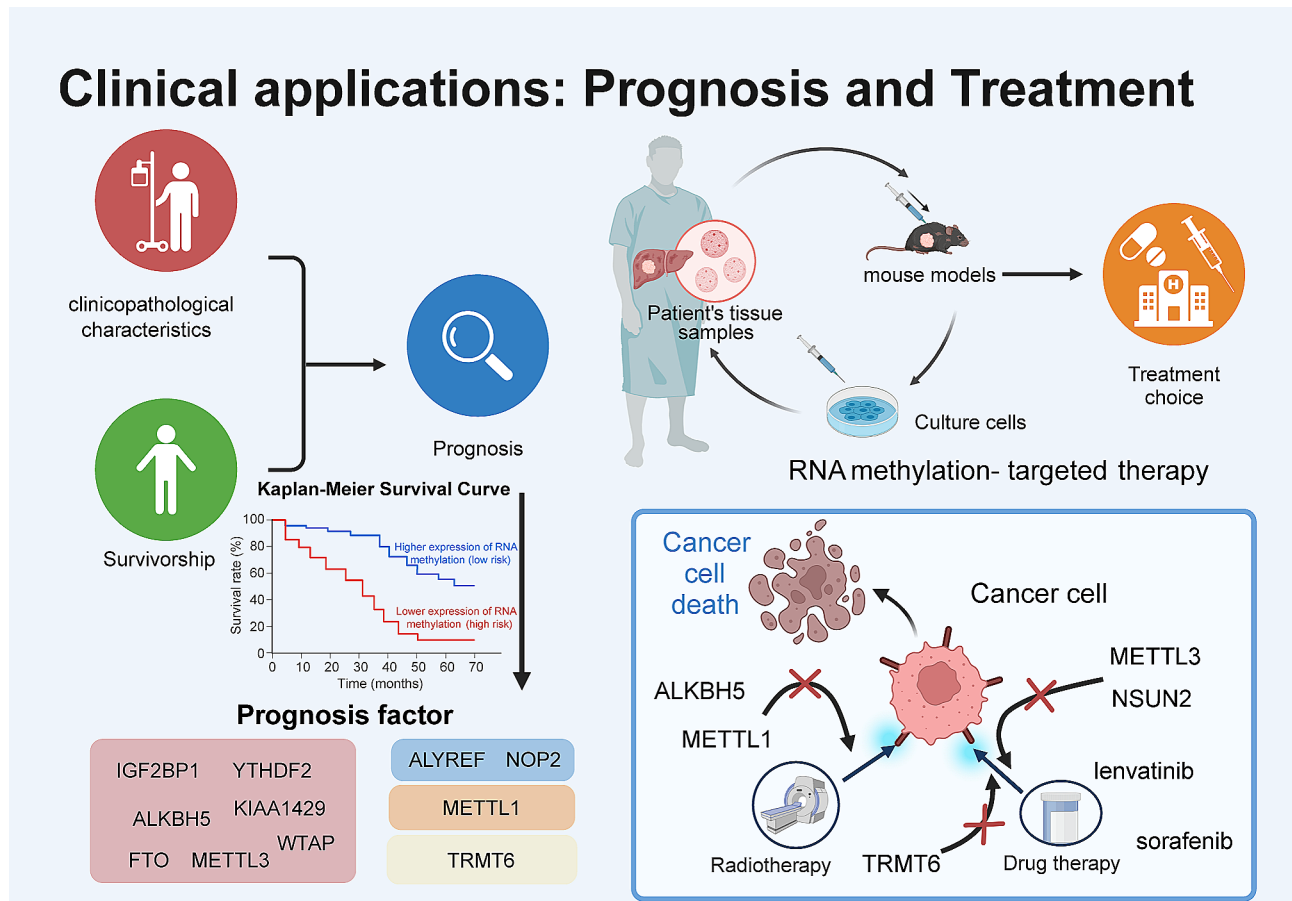 Clinical applications: Prognosis and Treatment
clinicopathological
characteristics
Survivorship
Prognosis
Kaplan-Meier Survival Curve
Survival rate (%)
100
80
60
40
20
0
Higher expression of RNA
methylation (low risk)
Lower expression of RNA
methylation (high risk)
0 10 20 30 40 50 60 70
Time (months)
Prognosis factor
IGF2BP1 YTHDF2
ALKBH5 KIAA1429
WTAP
FTO METTL3
ALYREF NOP2
METTL1
TRMT6
Patient's tissue
samples
mouse models
Culture cells
H
Treatment
choice
RNA methylation- targeted therapy
Cancer
cell
death
Cancer cell
ALKBH5
METTL1
METTL3
NSUN2
lenvatinib
sorafenib
Radiotherapy
TRMT6
Drug therapy